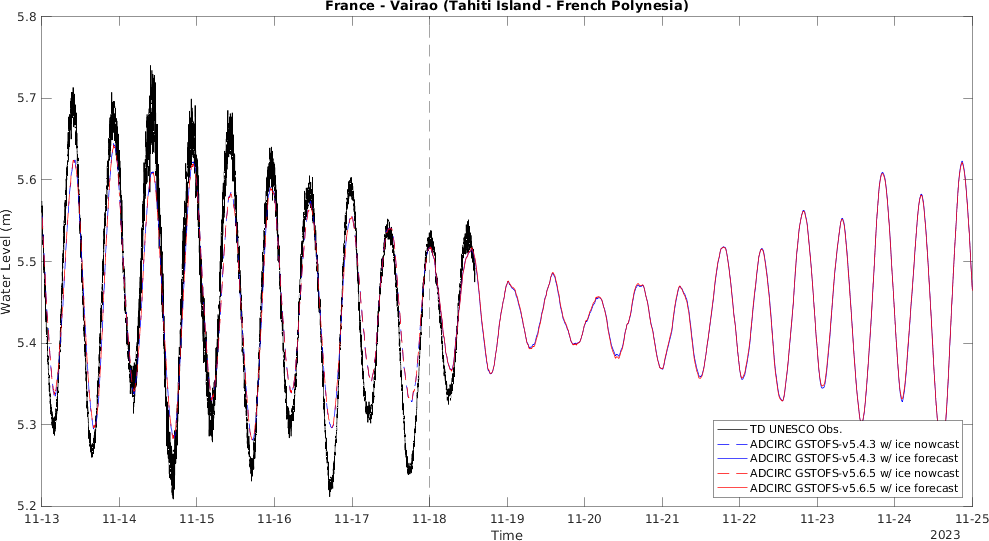 France - Vairao (Tahiti Island - French Polynesia)
5.8
5.7
5.6
5.5
5.4
5.3
5.2
Water Level (m)
TD UNESCO Obs.
ADCIRC GSTOFS-v5.4.3 w/ ice nowcast
ADCIRC GSTOFS-v5.4.3 w/ ice forecast
ADCIRC GSTOFS-v5.6.5 w/ ice nowcast
ADCIRC GSTOFS-v5.6.5 w/ ice forecast
11-13 11-14 11-15 11-16 11-17 11-18 11-19 11-20 11-21 11-22 11-23 11-24 11-25
Time
2023